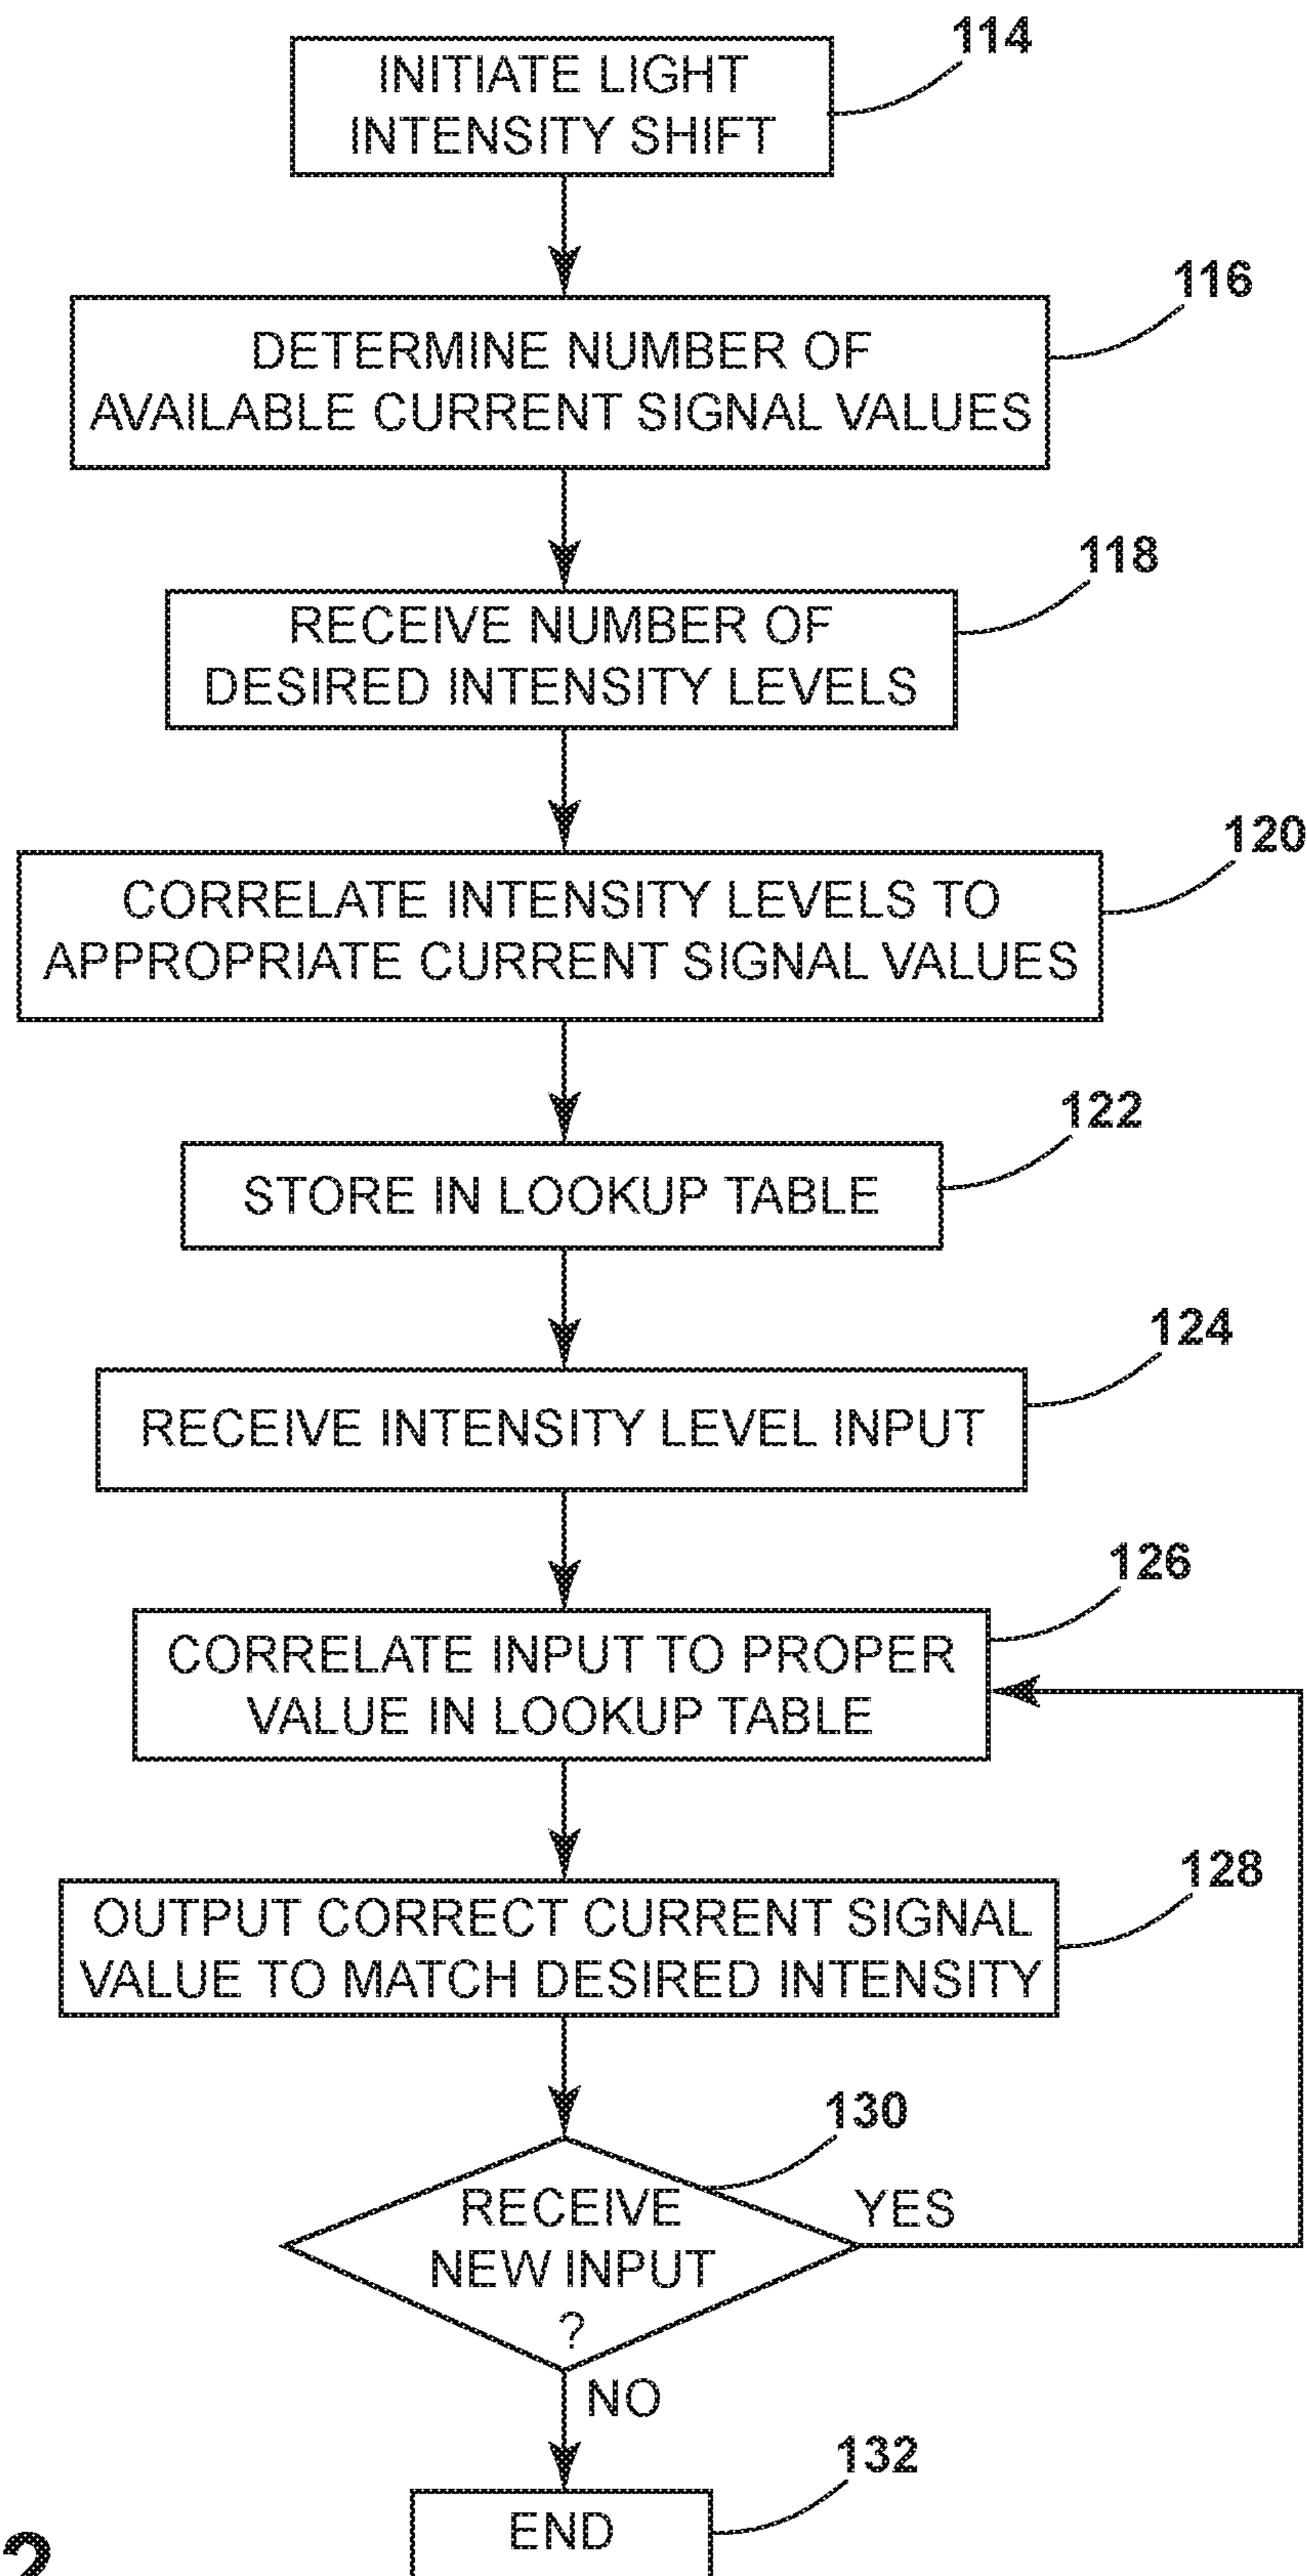 114
INITIATE LIGHT
INTENSITY SHIFT
116
DETERMINE NUMBER OF
AVAILABLE CURRENT SIGNAL VALUES
118
RECEIVE NUMBER OF
DESIRED INTENSITY LEVELS
120
CORRELATE INTENSITY LEVELS TO
APPROPRIATE CURRENT SIGNAL VALUES
122
STORE IN LOOKUP TABLE
124
RECEIVE INTENSITY LEVEL INPUT
126
CORRELATE INPUT TO PROPER
VALUE IN LOOKUP TABLE
128
OUTPUT CORRECT CURRENT SIGNAL
VALUE TO MATCH DESIRED INTENSITY
130
RECEIVE
NEW INPUT
?
YES
NO
132
END
2